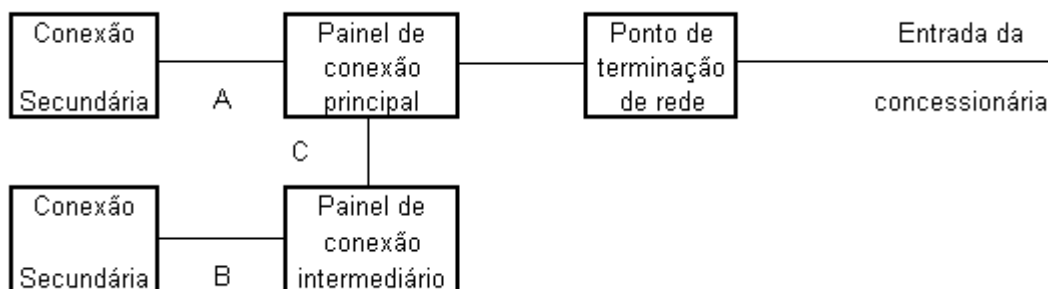 Conexão
Secundária
A
Painel de
conexão
principal
Ponto de
terminação
de rede
Entrada da
concessionária
C
Conexão
Secundária
B
Painel de
conexão
intermediário